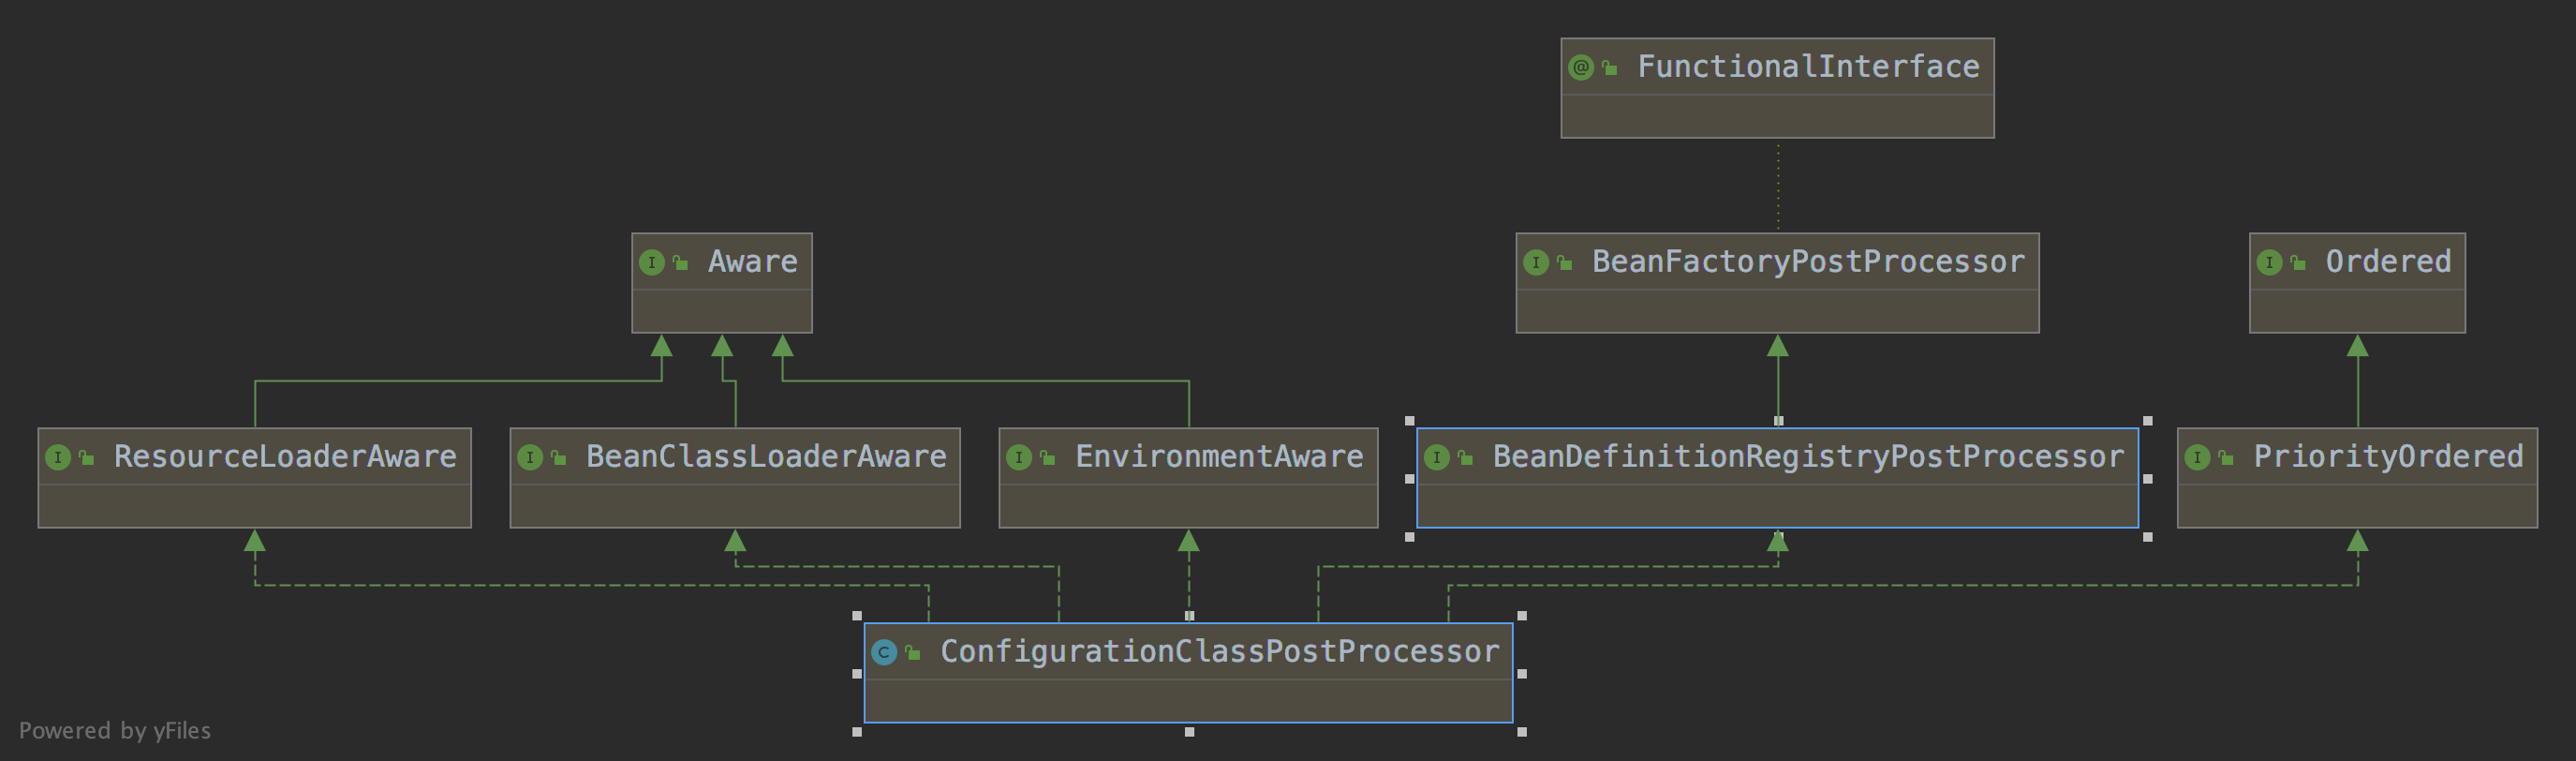 FunctionalInterface
Aware
BeanFactoryPostProcessor
Ordered
ResourceLoaderAware
BeanClassLoaderAware
EnvironmentAware
BeanDefinitionRegistryPostProcessor
PriorityOrdered
ConfigurationClassPostProcessor
Powered by yFiles